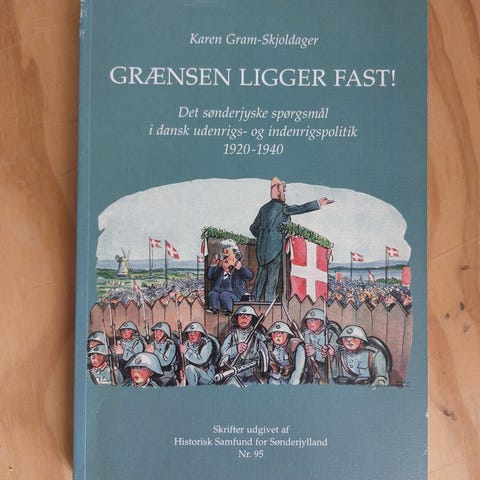 Karen Gram-Skjoldager
GRÆNSEN LIGGER FAST!
Det sønderjyske spørgsmål
i dansk udenrigs- og indenrigspolitik
1920-1940
Skrifter udgivet af
Historisk Samfund for Sønderjylland
Nr. 95